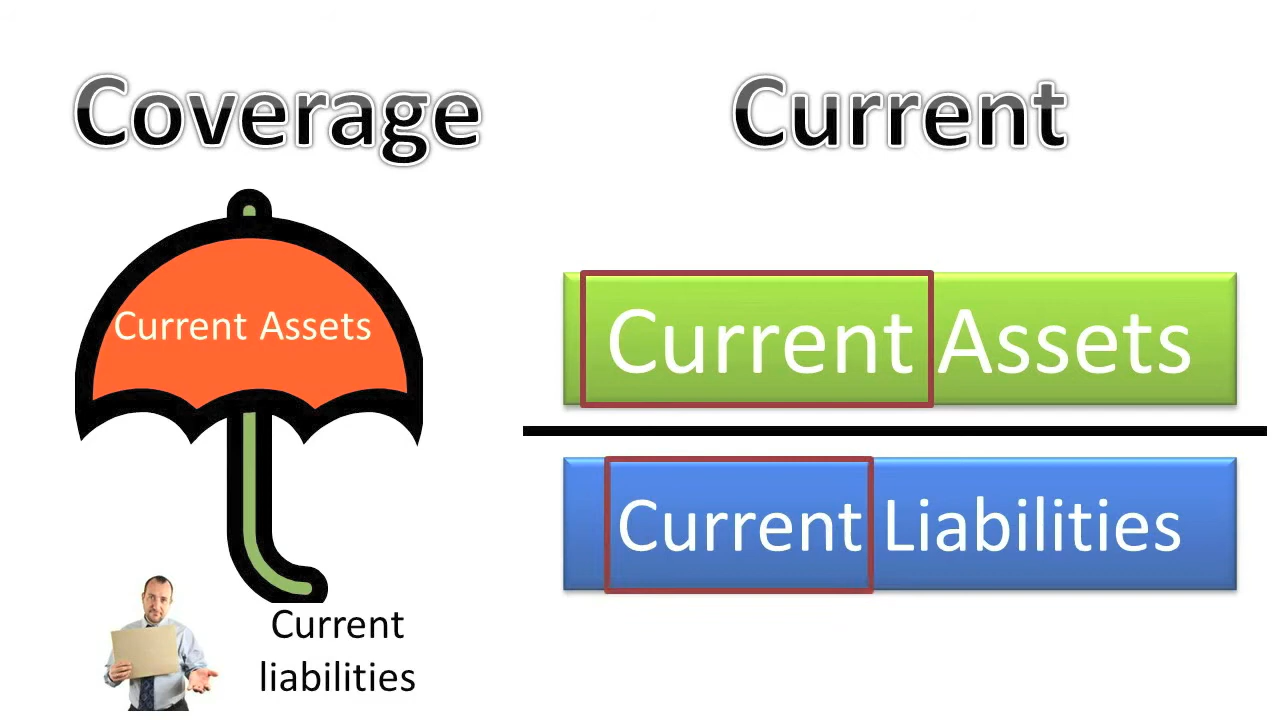 Coverage
Current Assets
Current
liabilities
Current
Current Assets
Current Liabilities